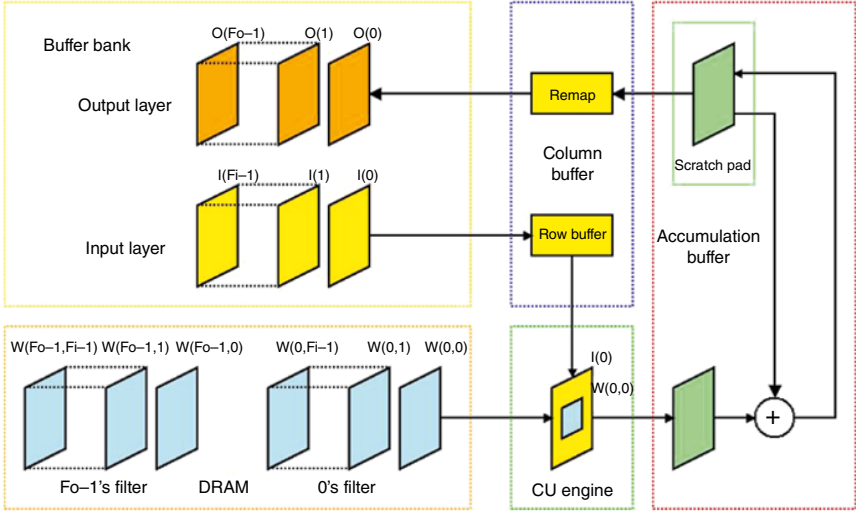 Buffer bank
O(Fo–1)
O(1)
O(0)
Output layer
Remap
Column
buffer
Scratch pad
I(Fi–1)
I(1)
I(0)
Input layer
Row buffer
Accumulation
buffer
W(Fo–1,Fi–1)
W(Fo–1,1)
W(Fo–1,0)
W(0,Fi–1)
W(0,1)
W(0,0)
I(0)
W(0,0)
+
Fo–1's filter
DRAM
0's filter
CU engine